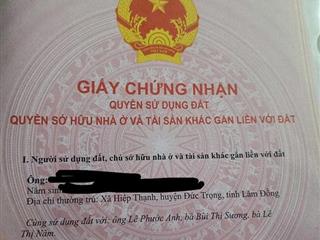 GIẤY CHỨNG NHẬN
QUYỀN SỬ DỤNG ĐẤT
QUYỀN SỞ HỮU NHÀ Ở VÀ TÀI SẢN KHÁC GẮN LIỀN VỚI ĐẤT
I. Người sử dụng đất, chủ sở hữu nhà ở và tài sản khác gắn liền với đất
Ông:
Năm sinh
Địa chỉ thường trú: Xã Hiệp Thạnh, huyện Đức Trọng, tỉnh Lâm Đồng
Cùng sử dụng đất với: ông Lê Phước Anh, bà Bùi Thị Sương, bà Lê
Thị Năm.